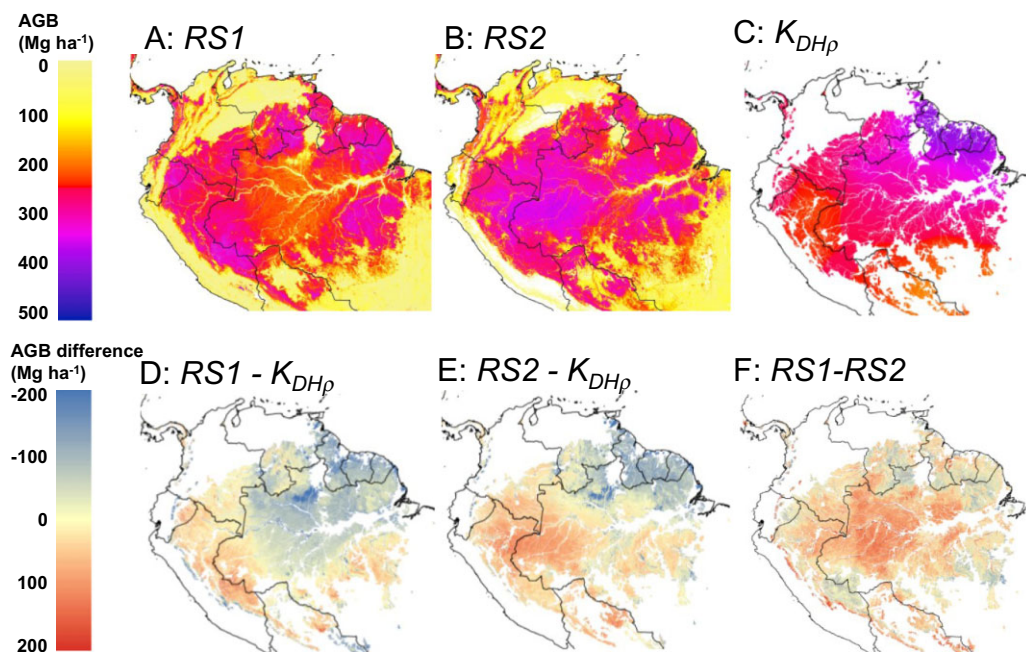 AGB
(Mg ha⁻¹)
0
100
200
300
400
500
A: RS1
B: RS2
C: K_DHρ
AGB difference
(Mg ha⁻¹)
-200
-100
0
100
200
D: RS1 - K_DHρ
E: RS2 - K_DHρ
F: RS1-RS2